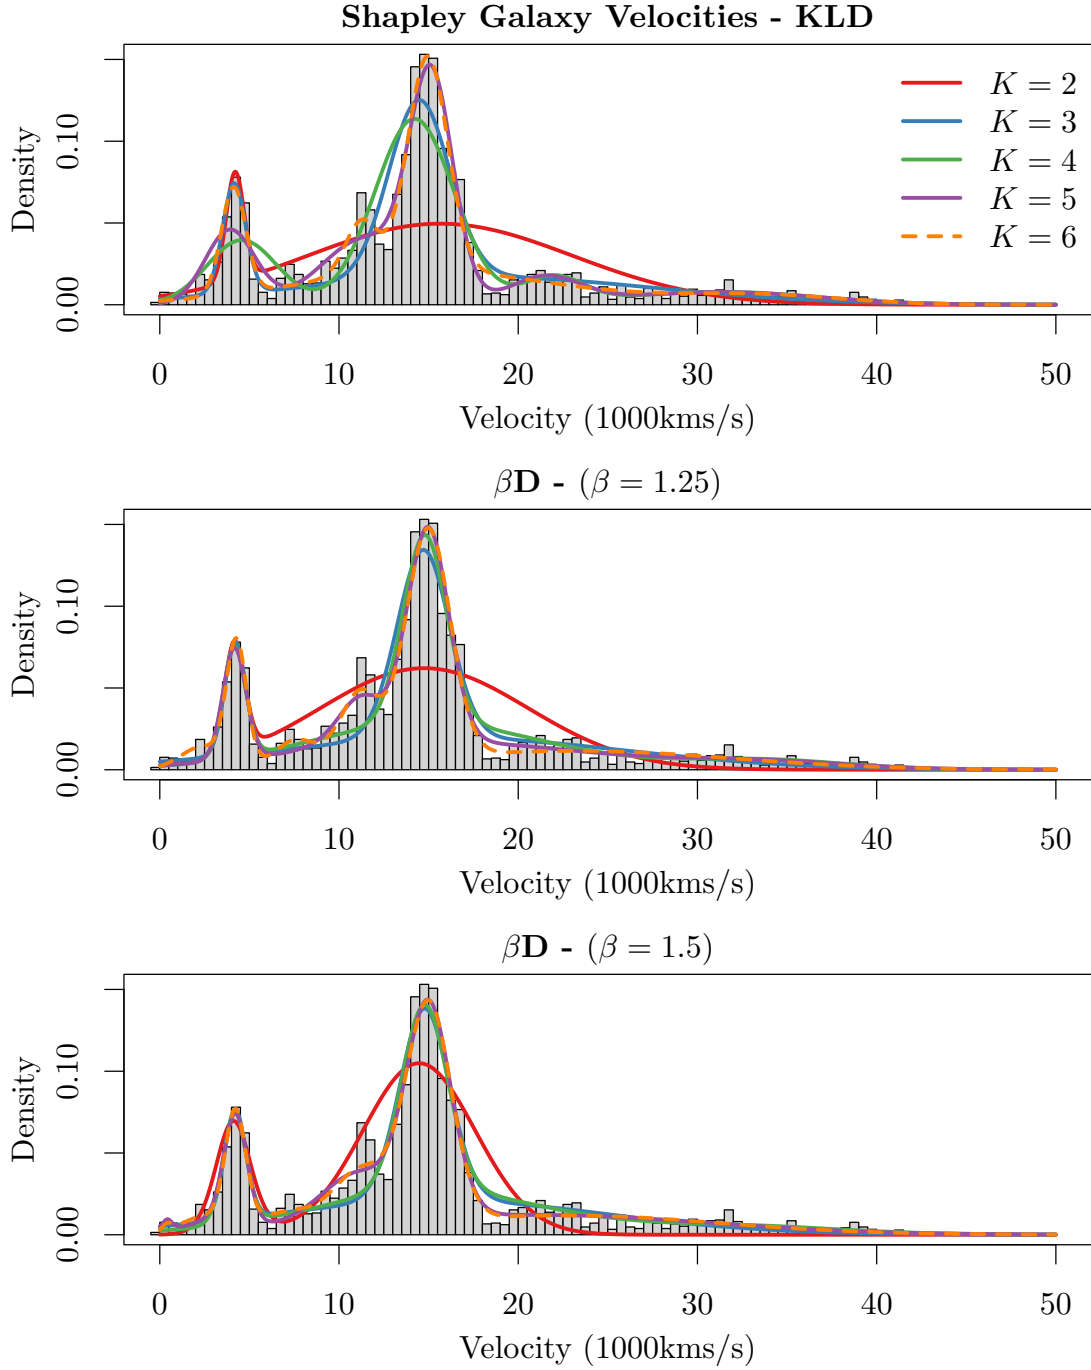 Shapley Galaxy Velocities - KLD
Density
0.00
0.10
K = 2
K = 3
K = 4
K = 5
K = 6
0 10 20 30 40 50
Velocity (1000kms/s)
βD - (β = 1.25)
Density
0.00
0.10
0 10 20 30 40 50
Velocity (1000kms/s)
βD - (β = 1.5)
Density
0.00
0.10
0 10 20 30 40 50
Velocity (1000kms/s)